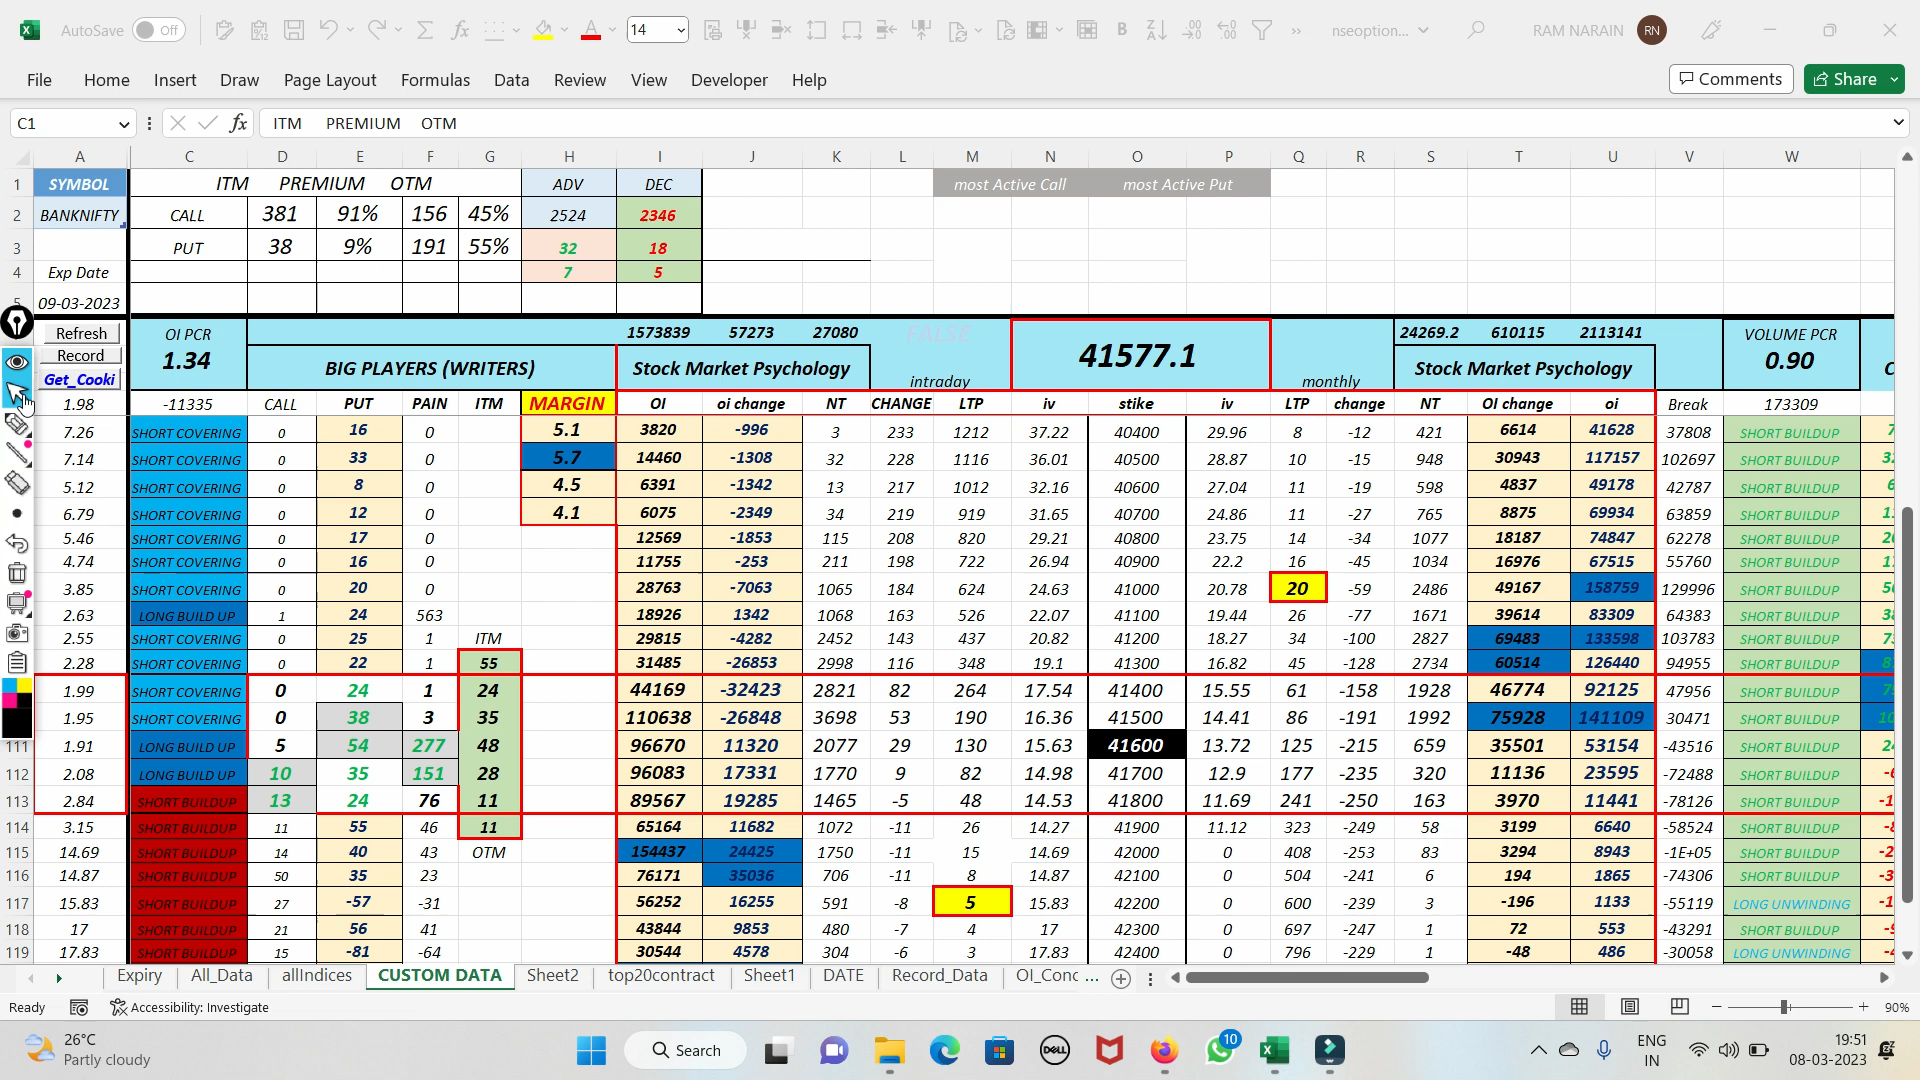 AutoSave Off 14 nseoption... RAM NARAIN RN
File Home Insert Draw Page Layout Formulas Data Review View Developer Help Comments Share
C1 fx ITM PREMIUM OTM
A C D E F G H I J K L M N O P Q R S T U V W
1 SYMBOL ITM PREMIUM OTM ADV DEC most Active Call most Active Put
2 BANKNIFTY CALL 381 91% 156 45% 2524 2346
3 PUT 38 9% 191 55% 32 18
4 Exp Date 7 5
5 09-03-2023
Refresh OI PCR 1573839 57273 27080 FALSE 41577.1 24269.2 610115 2113141 VOLUME PCR
Record 1.34 BIG PLAYERS (WRITERS) Stock Market Psychology Stock Market Psychology 0.90
Get_Cooki intraday monthly
1.98 -11335 CALL PUT PAIN ITM MARGIN OI oi change NT CHANGE LTP iv stike iv LTP change NT OI change oi Break 173309
7.26 SHORT COVERING 0 16 0 5.1 3820 -996 3 233 1212 37.22 40400 29.96 8 -12 421 6614 41628 37808 SHORT BUILDUP
7.14 SHORT COVERING 0 33 0 5.7 14460 -1308 32 228 1116 36.01 40500 28.87 10 -15 948 30943 117157 102697 SHORT BUILDUP
5.12 SHORT COVERING 0 8 0 4.5 6391 -1342 13 217 1012 32.16 40600 27.04 11 -19 598 4837 49178 42787 SHORT BUILDUP
6.79 SHORT COVERING 0 12 0 4.1 6075 -2349 34 219 919 31.65 40700 24.86 11 -27 765 8875 69934 63859 SHORT BUILDUP
5.46 SHORT COVERING 0 17 0 12569 -1853 115 208 820 29.21 40800 23.75 14 -34 1077 18187 74847 62278 SHORT BUILDUP
4.74 SHORT COVERING 0 16 0 11755 -253 211 198 722 26.94 40900 22.2 16 -45 1034 16976 67515 55760 SHORT BUILDUP
3.85 SHORT COVERING 0 20 0 28763 -7063 1065 184 624 24.63 41000 20.78 20 -59 2486 49167 158759 129996 SHORT BUILDUP
2.63 LONG BUILD UP 1 24 563 18926 1342 1068 163 526 22.07 41100 19.44 26 -77 1671 39614 83309 64383 SHORT BUILDUP
2.55 SHORT COVERING 0 25 1 ITM 29815 -4282 2452 143 437 20.82 41200 18.27 34 -100 2827 69483 133598 103783 SHORT BUILDUP
2.28 SHORT COVERING 0 22 1 55 31485 -26853 2998 116 348 19.1 41300 16.82 45 -128 2734 60514 126440 94955 SHORT BUILDUP
1.99 SHORT COVERING 0 24 1 24 44169 -32423 2821 82 264 17.54 41400 15.55 61 -158 1928 46774 92125 47956 SHORT BUILDUP
1.95 SHORT COVERING 0 38 3 35 110638 -26848 3698 53 190 16.36 41500 14.41 86 -191 1992 75928 141109 30471 SHORT BUILDUP
111 1.91 LONG BUILD UP 5 54 277 48 96670 11320 2077 29 130 15.63 41600 13.72 125 -215 659 35501 53154 -43516 SHORT BUILDUP
112 2.08 LONG BUILD UP 10 35 151 28 96083 17331 1770 9 82 14.98 41700 12.9 177 -235 320 11136 23595 -72488 SHORT BUILDUP
113 2.84 SHORT BUILDUP 13 24 76 11 89567 19285 1465 -5 48 14.53 41800 11.69 241 -250 163 3970 11441 -78126 SHORT BUILDUP
114 3.15 SHORT BUILDUP 11 55 46 11 65164 11682 1072 -11 26 14.27 41900 11.12 323 -249 58 3199 6640 -58524 SHORT BUILDUP
115 14.69 SHORT BUILDUP 14 40 43 OTM 154437 24425 1750 -11 15 14.69 42000 0 408 -253 83 3294 8943 -1E+05 SHORT BUILDUP
116 14.87 SHORT BUILDUP 50 35 23 76171 35036 706 -11 8 14.87 42100 0 504 -241 6 194 1865 -74306 SHORT BUILDUP
117 15.83 SHORT BUILDUP 27 -57 -31 56252 16255 591 -8 5 15.83 42200 0 600 -239 3 -196 1133 -55119 LONG UNWINDING
118 17 SHORT BUILDUP 21 56 41 43844 9853 480 -7 4 17 42300 0 697 -247 1 72 553 -43291 SHORT BUILDUP
119 17.83 SHORT BUILDUP 15 -81 -64 30544 4578 304 -6 3 17.83 42400 0 796 -229 1 -48 486 -30058 LONG UNWINDING
Expiry All_Data allIndices CUSTOM DATA Sheet2 top20contract Sheet1 DATE Record_Data OI_Conc ...
Ready Accessibility: Investigate 90%
26°C
Partly cloudy
Search DELL 10 ENG
IN 19:51
08-03-2023